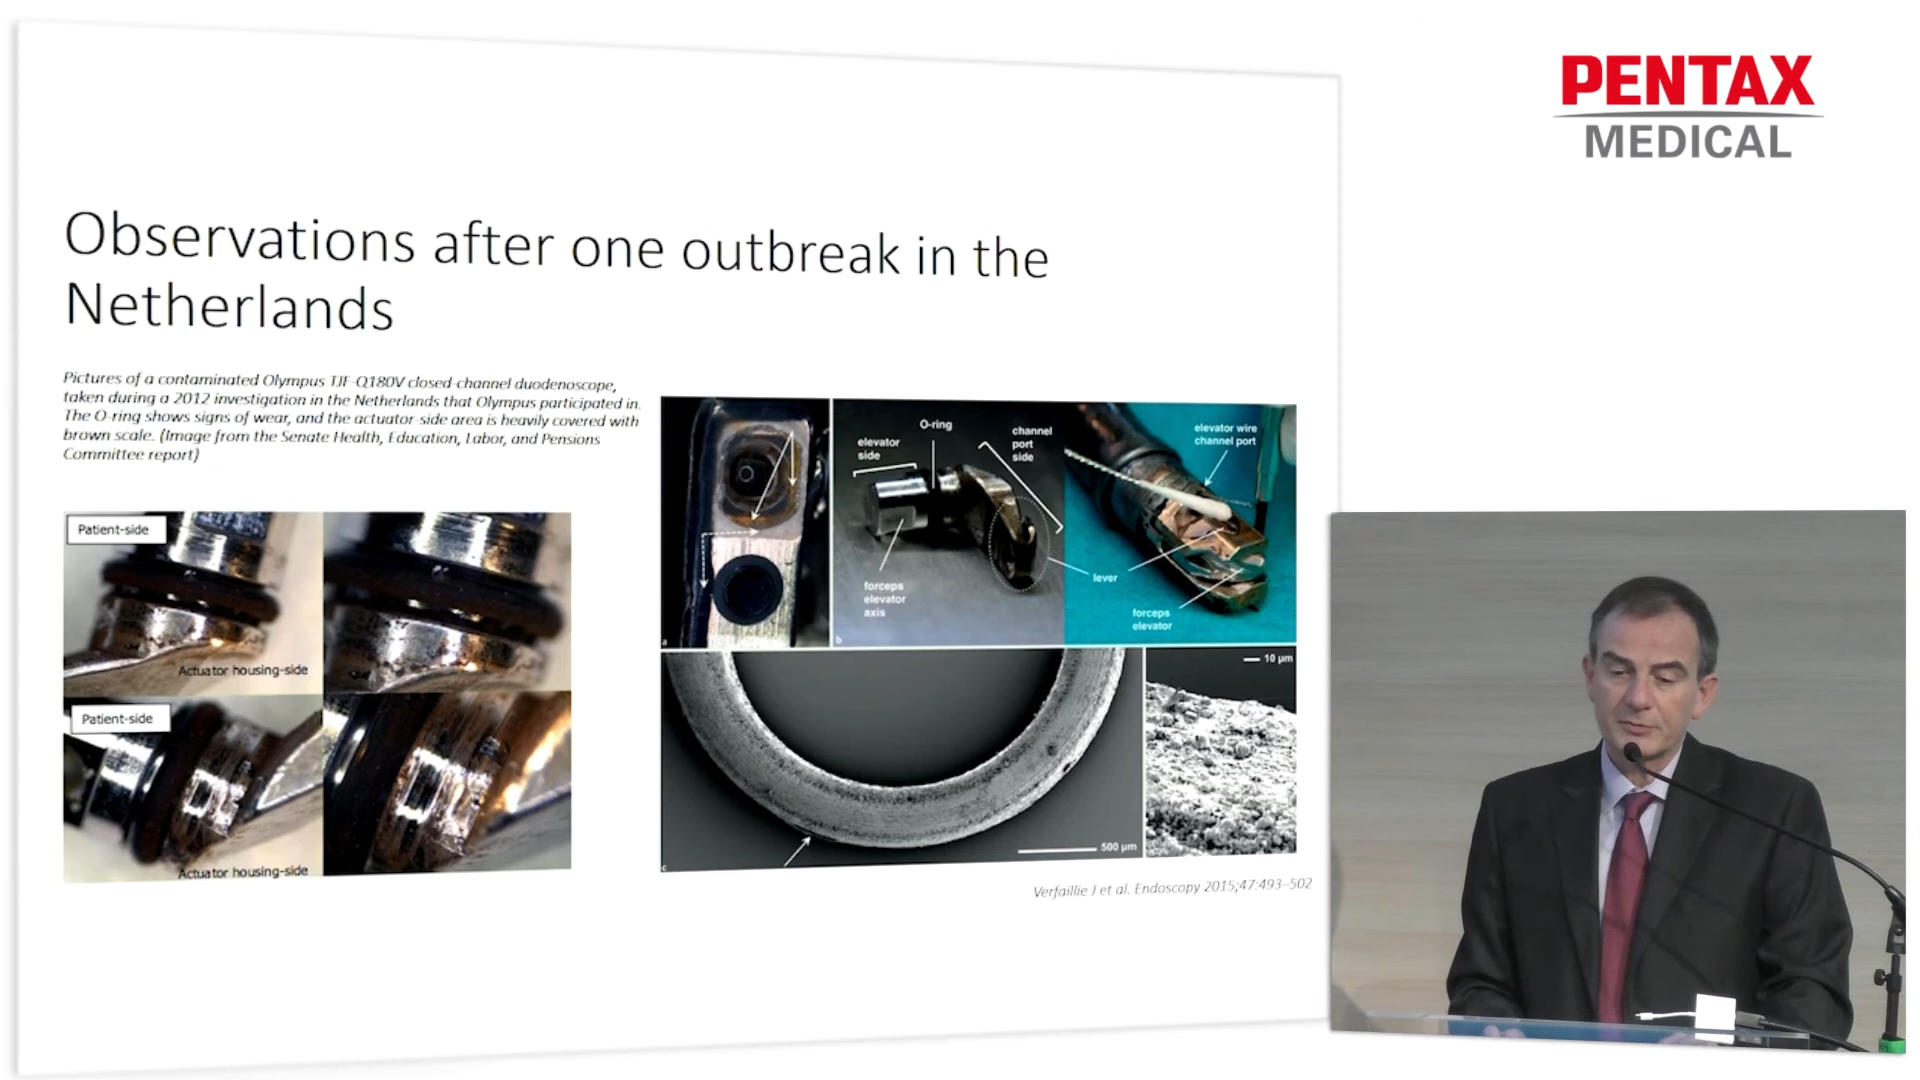 PENTAX
MEDICAL
Observations after one outbreak in the
Netherlands
Pictures of a contaminated Olympus TJF-Q180V closed-channel duodenoscope,
taken during a 2012 investigation in the Netherlands that Olympus participated in.
The O-ring shows signs of wear, and the actuator-side area is heavily covered with
brown scale. (Image from the Senate Health, Education, Labor, and Pensions
Committee report)
Patient-side
Actuator housing-side
Patient-side
Actuator housing-side
a
elevator
side
O-ring
channel
port
side
forceps
elevator
axis
b
elevator wire
channel port
lever
forceps
elevator
500 µm
c
10 µm
Verfaillie J et al. Endoscopy 2015;47:493–502